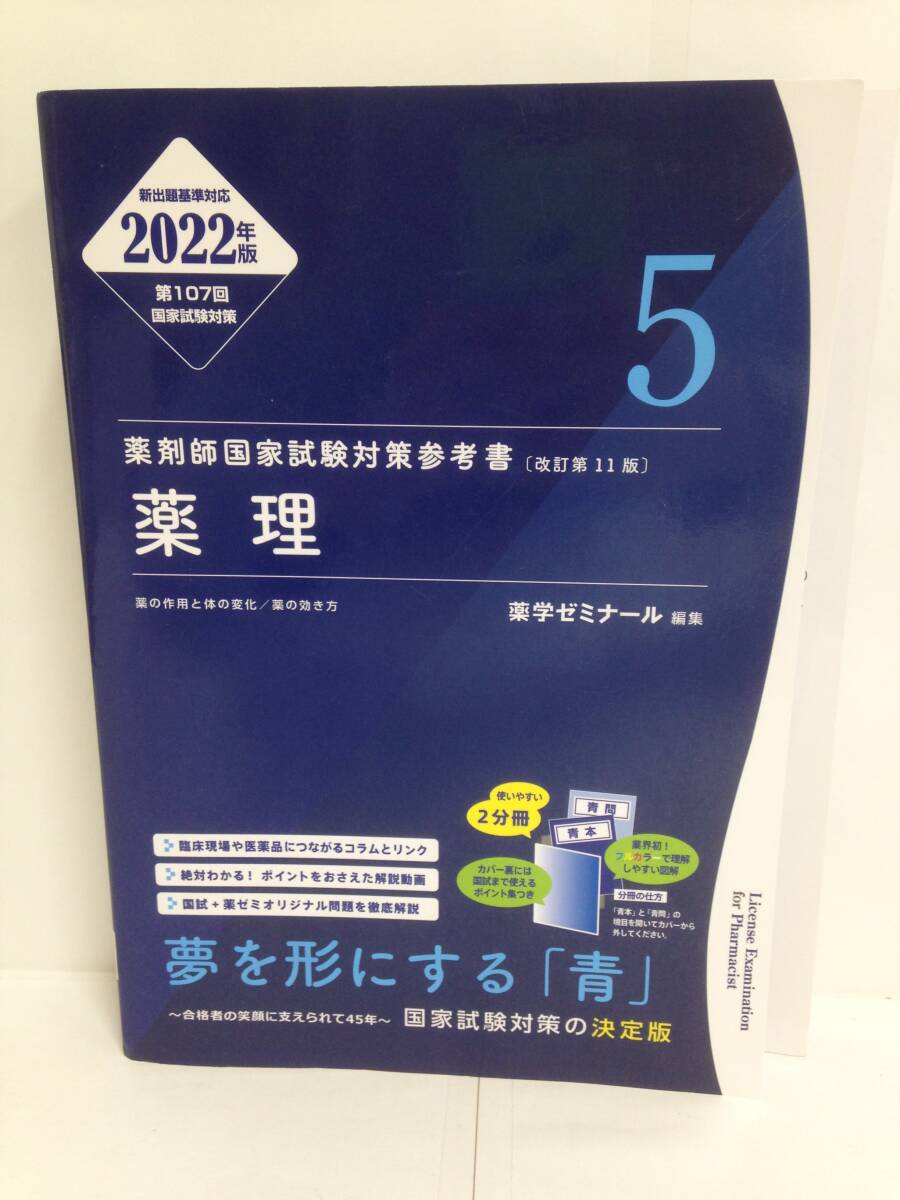 新出題基準対応
2022年版
第107回
国家試験対策
5
薬剤師国家試験対策参考書〔改訂第11版〕
薬理
薬の作用と体の変化/薬の効き方
薬学ゼミナール 編集
使いやすい
2分冊
青問
青本
業界初！
フルカラーで理解
しやすい図解
カバー裏には
国試まで使える
ポイント集つき
分冊の仕方
「青本」と「青問」の
境目を開いてカバーから
外してください。
臨床現場や医薬品につながるコラムとリンク
絶対わかる！ ポイントをおさえた解説動画
国試＋薬ゼミオリジナル問題を徹底解説
夢を形にする「青」
～合格者の笑顔に支えられて45年～ 国家試験対策の決定版
License Examination
for Pharmacist